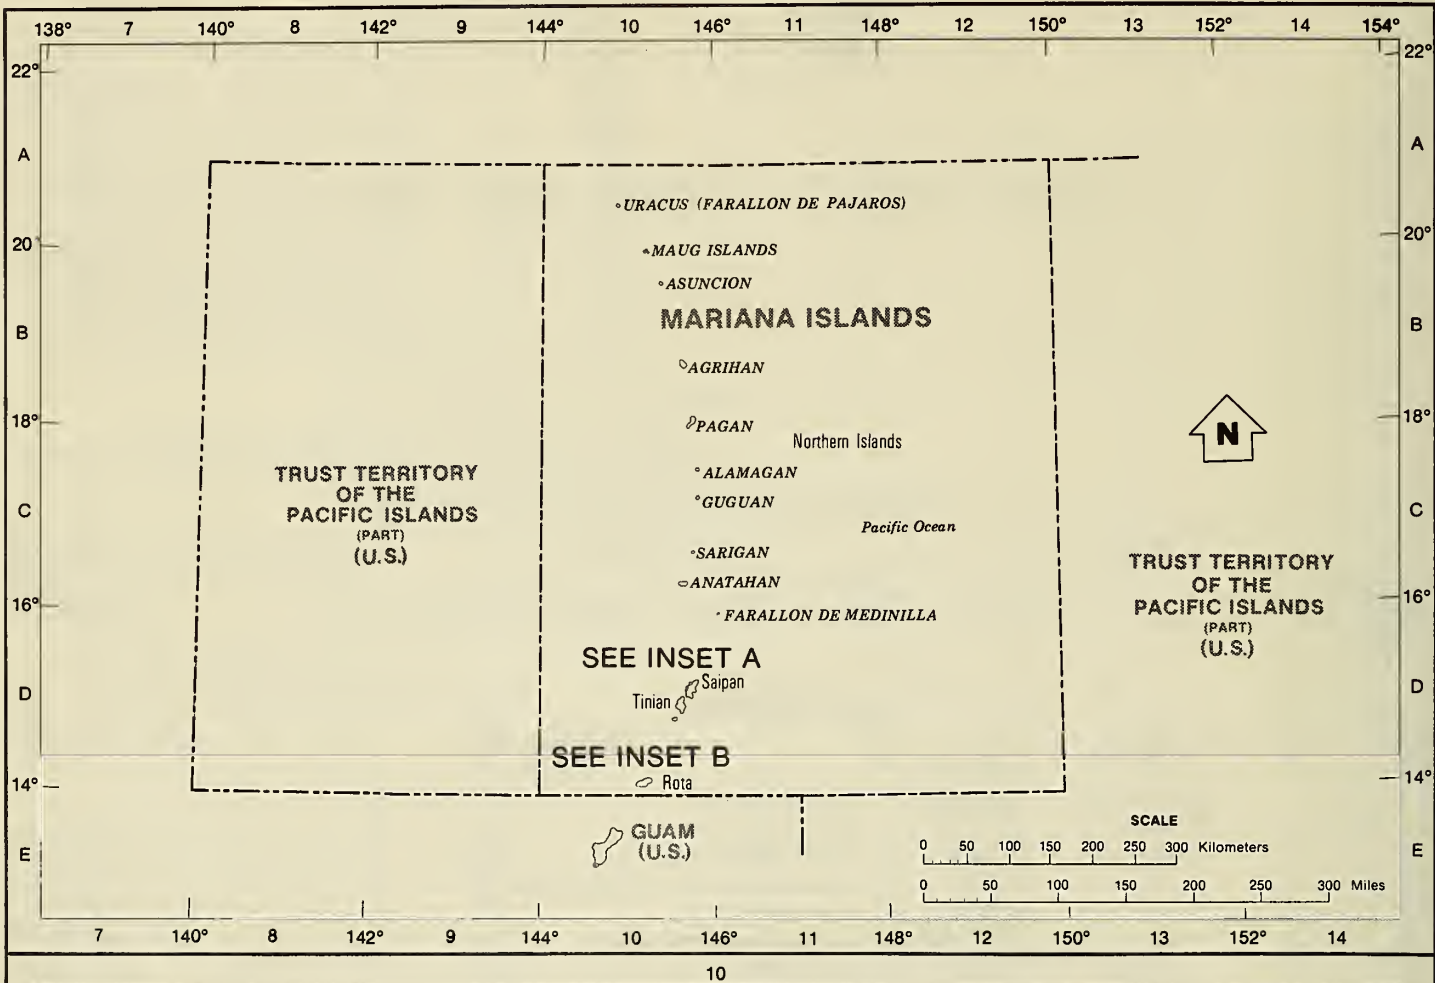 138° 7 140° 8 142° 9 144° 10 146° 11 148° 12 150° 13 152° 14 154°
22° 22°
A A
URACUS (FARALLON DE PAJAROS)
20° 20°
MAUG ISLANDS
ASUNCION
MARIANA ISLANDS
B B
AGRIHAN
18° 18°
PAGAN
N
Northern Islands
TRUST TERRITORY
OF THE
PACIFIC ISLANDS
(PART)
(U.S.)
ALAMAGAN
GUGUAN
C C
Pacific Ocean
SARIGAN
ANATAHAN
TRUST TERRITORY
OF THE
PACIFIC ISLANDS
(PART)
(U.S.)
16° 16°
FARALLON DE MEDINILLA
SEE INSET A
Saipan
D D
Tinian
SEE INSET B
14° 14°
Rota
GUAM
(U.S.)
E E
SCALE
0 50 100 150 200 250 300 Kilometers
0 50 100 150 200 250 300 Miles
7 140° 8 142° 9 144° 10 146° 11 148° 12 150° 13 152° 14
10